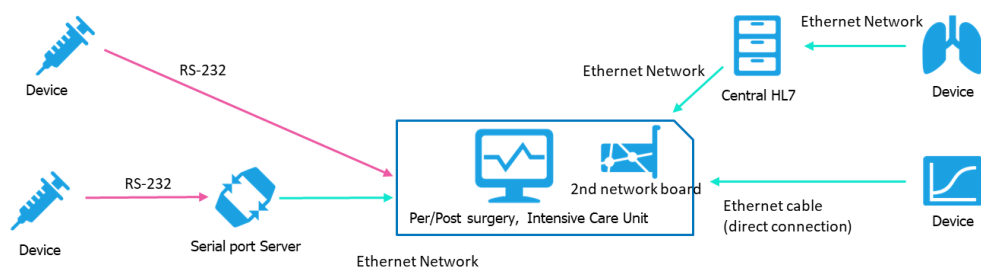 Ethernet Network
RS-232
Ethernet Network
Device
Central HL7
Device
RS-232
2nd network board
Per/Post surgery, Intensive Care Unit
Ethernet cable
(direct connection)
Device
Device
Serial port Server
Ethernet Network